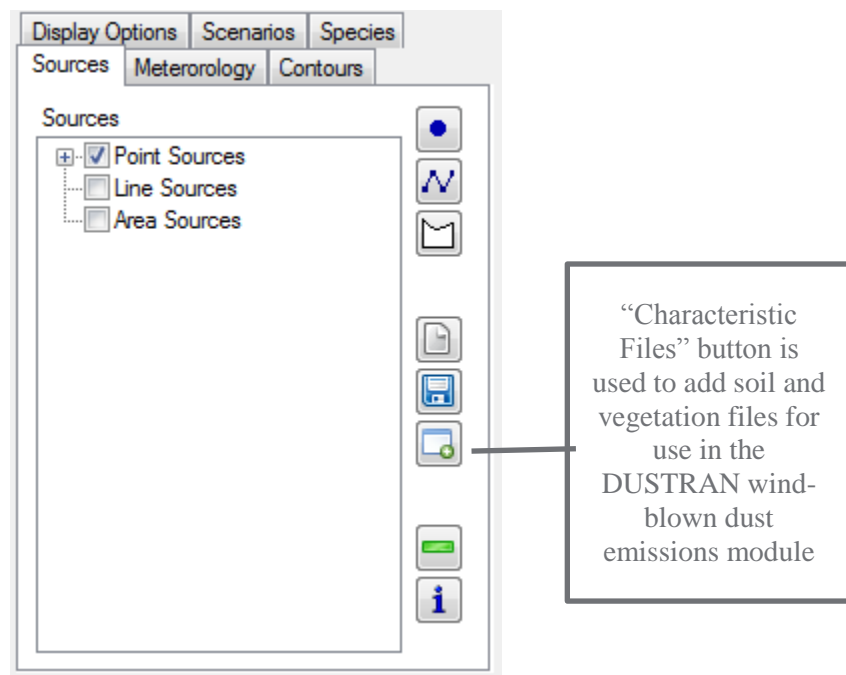 Display Options Scenarios Species
Sources Meterorology Contours
Sources
Point Sources
Line Sources
Area Sources
“Characteristic
Files” button is
used to add soil and
vegetation files for
use in the
DUSTRAN wind-
blown dust
emissions module